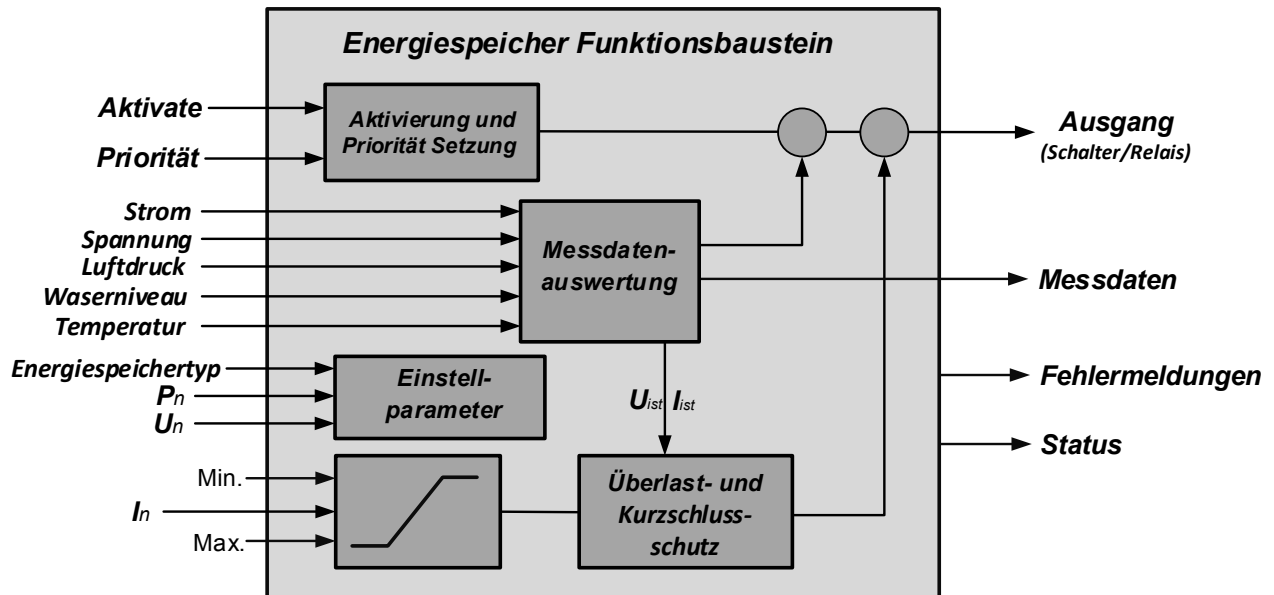 Energiespeicher Funktionsbaustein
Aktivate
Priorität
Aktivierung und
Priorität Setzung
Ausgang
(Schalter/Relais)
Strom
Spannung
Luftdruck
Waserniveau
Temperatur
Messdaten-
auswertung
Messdaten
Energiespeichertyp
Pn
Un
Einstell-
parameter
Uist Iist
Fehlermeldungen
Status
Min.
In
Max.
Überlast- und
Kurzschluss-
schutz